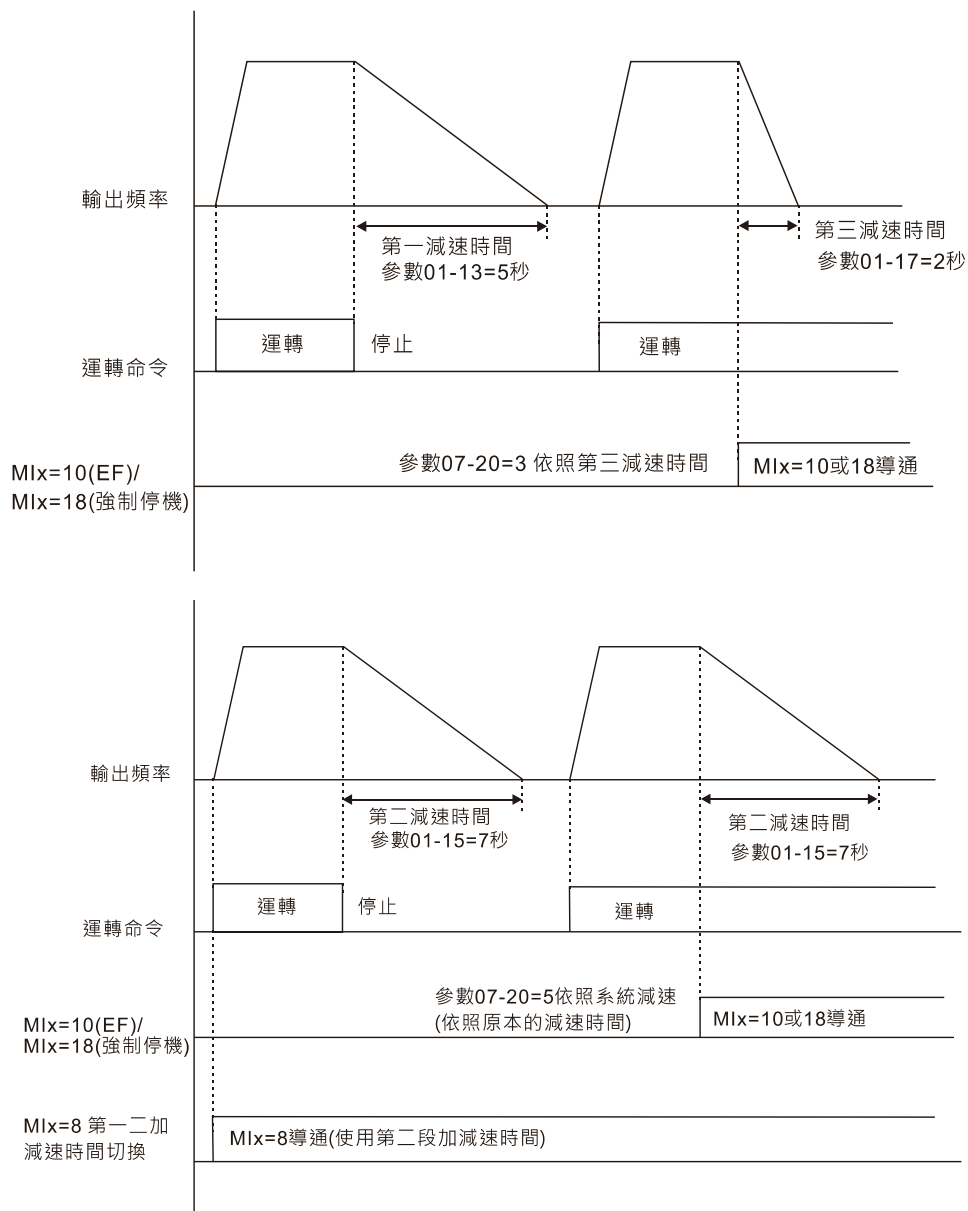 輸出頻率
第一減速時間
參數01-13=5秒
第三減速時間
參數01-17=2秒
運轉命令
運轉
停止
運轉
MIx=10(EF)/
MIx=18(強制停機)
參數07-20=3 依照第三減速時間
MIx=10或18導通
輸出頻率
第二減速時間
參數01-15=7秒
第二減速時間
參數01-15=7秒
運轉命令
運轉
停止
運轉
MIx=10(EF)/
MIx=18(強制停機)
參數07-20=5依照系統減速
(依照原本的減速時間)
MIx=10或18導通
MIx=8 第一二加
減速時間切換
MIx=8導通(使用第二段加減速時間)